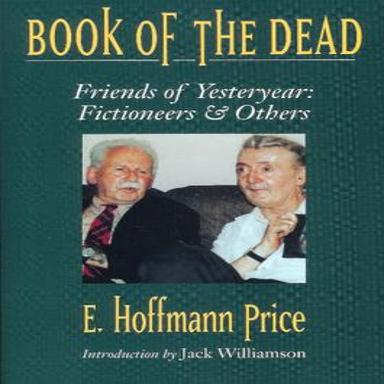 BOOK OF THE DEAD
Friends of Yesteryear:
Fictioneers & Others
E. Hoffmann Price
Introduction by Jack Williamson